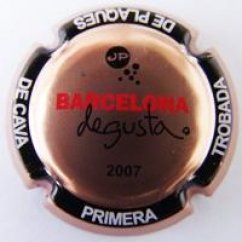 JP
BARCELONA
degusta.
2007
PRIMERA
TROBADA
DE PLAQUES
DE CAVA